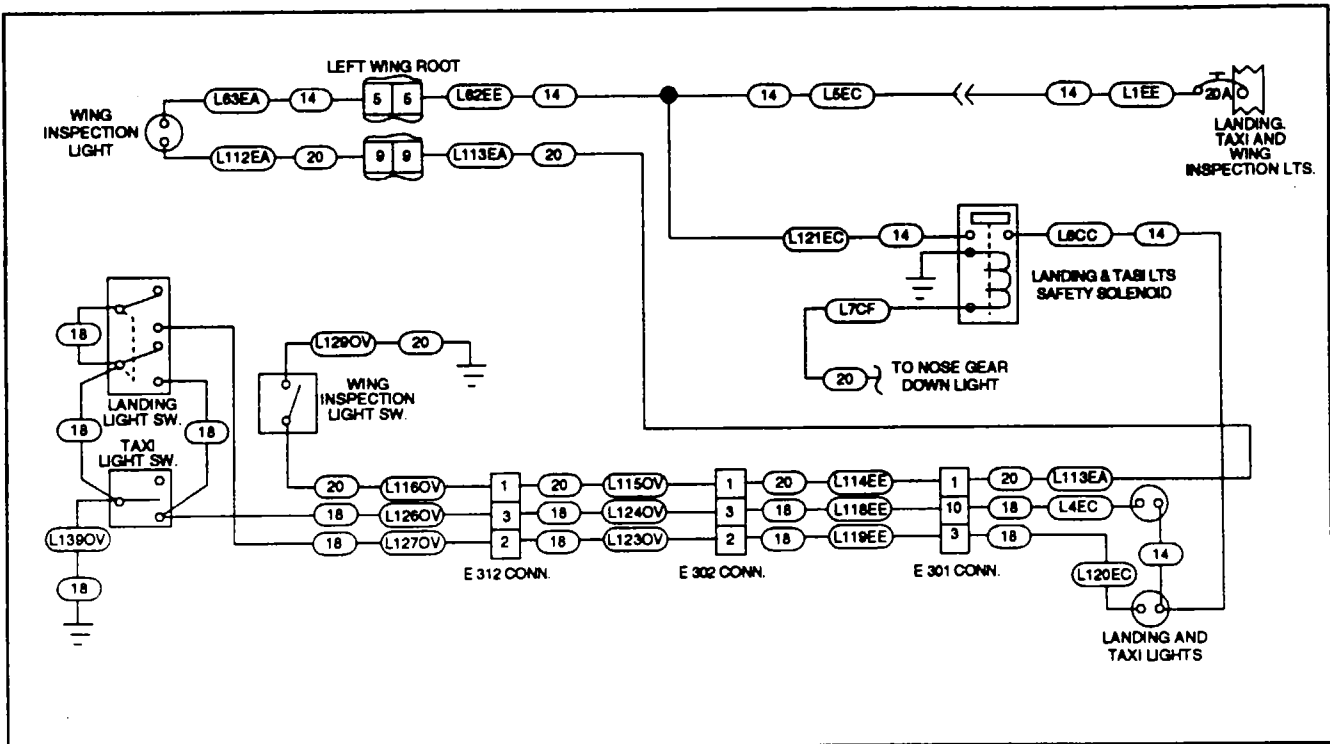 LEFT WING ROOT
WING
INSPECTION
LIGHT
L63EA 14 5 5 L62EE 14 14 L5EC 14 L1EE 20A
LANDING.
TAXI AND
WING
INSPECTION LTS.
L112EA 20 9 9 L113EA 20
L121EC 14 L6CC 14
LANDING & TASI LTS
SAFETY SOLENOID
L7CF
20 TO NOSE GEAR
DOWN LIGHT
18
LANDING
LIGHT SW.
18 18
TAXI
LIGHT SW.
L139OV
18
L129OV 20
WING
INSPECTION
LIGHT SW.
20 L116OV 1 20 L115OV 1 20 L114EE 1 20 L113EA
18 L126OV 3 18 L124OV 3 18 L118EE 10 18 L4EC
18 L127OV 2 18 L123OV 2 18 L119EE 3 18
14
L120EC
E 312 CONN. E 302 CONN. E 301 CONN.
LANDING AND
TAXI LIGHTS